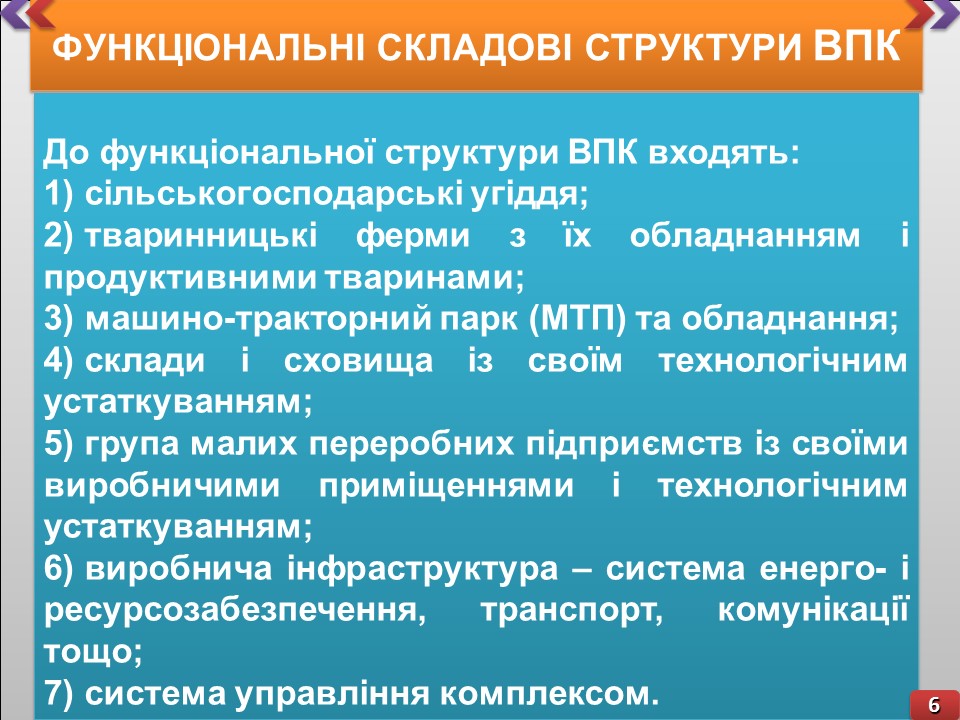 ФУНКЦІОНАЛЬНІ СКЛАДОВІ СТРУКТУРИ ВПК
До функціональної структури ВПК входять:
1) сільськогосподарські угіддя;
2) тваринницькі ферми з їх обладнанням і
продуктивними тваринами;
3) машино-тракторний парк (МТП) та обладнання;
4) склади і сховища із своїм технологічним
устаткуванням;
5) група малих переробних підприємств із своїми
виробничими приміщеннями і технологічним
устаткуванням;
6) виробнича інфраструктура – система енерго- і
ресурсозабезпечення, транспорт, комунікації
тощо;
7) система управління комплексом.
6